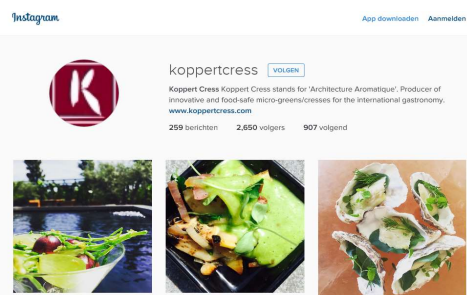 Instagram
App downloaden Aanmelden
K
koppertcress VOLGEN
Koppert Cress Koppert Cress stands for 'Architecture Aromatique'. Producer of
innovative and food-safe micro-greens/cresses for the international gastronomy.
www.koppertcress.com
259 berichten 2,650 volgers 907 volgend